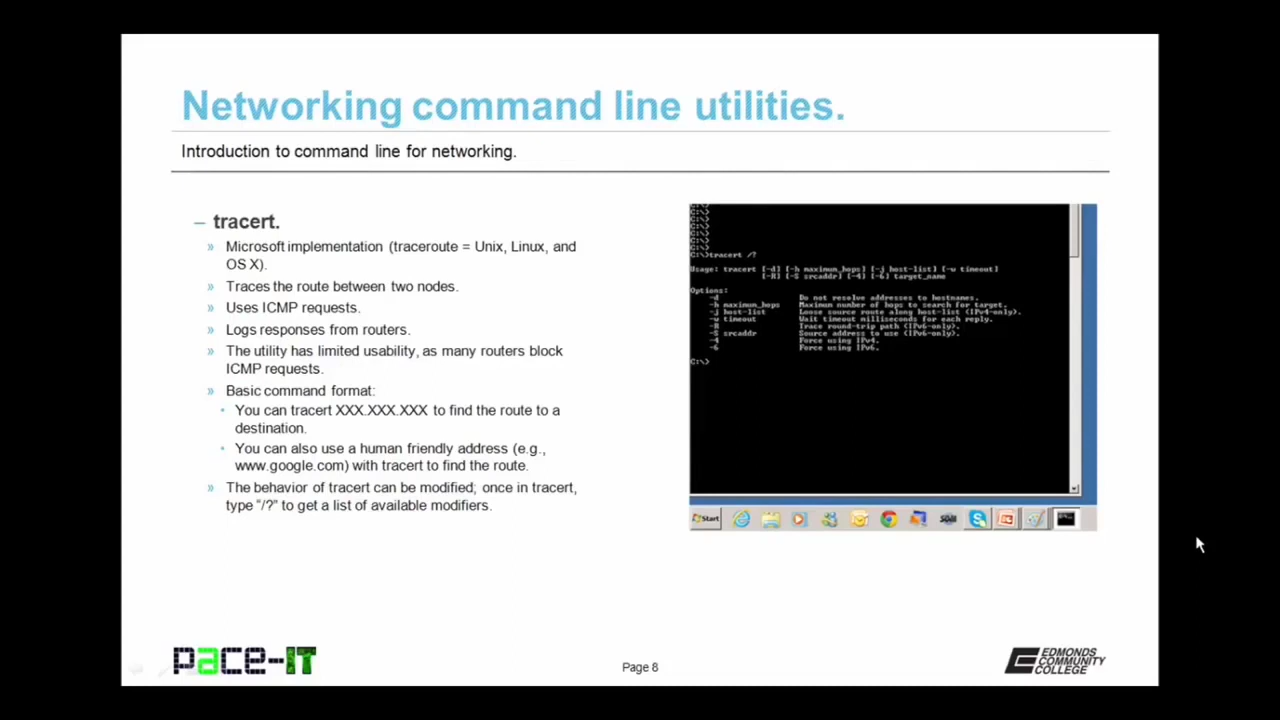 Networking command line utilities.
Introduction to command line for networking.
– tracert.
» Microsoft implementation (traceroute = Unix, Linux, and
OS X).
» Traces the route between two nodes.
» Uses ICMP requests.
» Logs responses from routers.
» The utility has limited usability, as many routers block
ICMP requests.
» Basic command format:
• You can tracert XXX.XXX.XXX to find the route to a
destination.
• You can also use a human friendly address (e.g.,
www.google.com) with tracert to find the route.
» The behavior of tracert can be modified; once in tracert,
type “/?” to get a list of available modifiers.
C:\>
C:\>
C:\>
C:\>
C:\>
C:\>
C:\>
C:\>tracert /?
Usage: tracert [-d] [-h maximum_hops] [-j host-list] [-w timeout]
[-R] [-S srcaddr] [-4] [-6] target_name
Options:
-d Do not resolve addresses to hostnames.
-h maximum_hops Maximum number of hops to search for target.
-j host-list Loose source route along host-list (IPv4-only).
-w timeout Wait timeout milliseconds for each reply.
-R Trace round-trip path (IPv6-only).
-S srcaddr Source address to use (IPv6-only).
-4 Force using IPv4.
-6 Force using IPv6.
C:\>
Start
pace-IT
Page 8
EDMONDS
COMMUNITY
COLLEGE